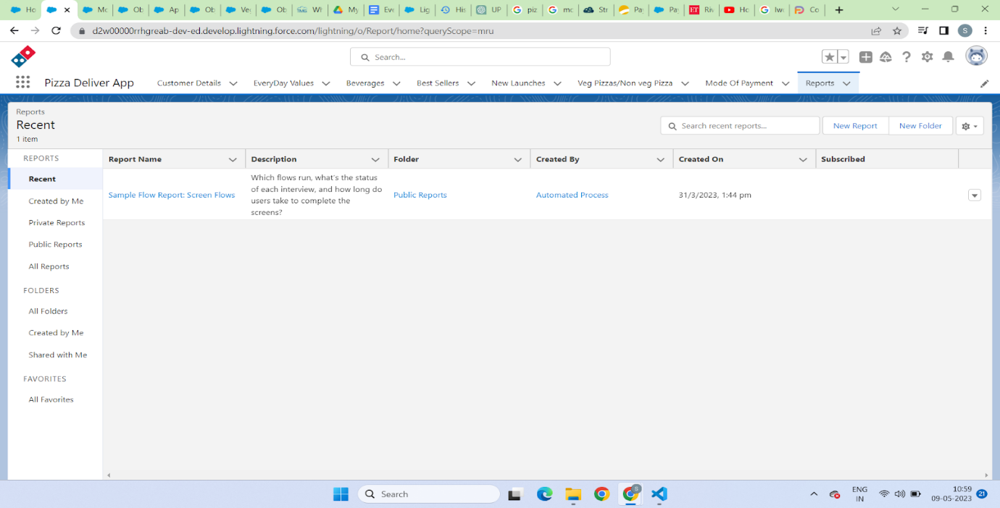 Ho
Mo
Ob
Ap
Ob
Ve
Ob
Wh
My
Eve
Lig
His
UP
piz
mo
Str
Pa
Pa
ET Riv
Ho
Iwc
Co
d2w00000rrhgreab-dev-ed.develop.lightning.force.com/lightning/o/Report/home?queryScope=mru
S
Search...
Pizza Deliver App
Customer Details
EveryDay Values
Beverages
Best Sellers
New Launches
Veg Pizzas/Non veg Pizza
Mode Of Payment
Reports
Reports
Recent
1 item
Search recent reports...
New Report
New Folder
REPORTS
Recent
Created by Me
Private Reports
Public Reports
All Reports
FOLDERS
All Folders
Created by Me
Shared with Me
FAVORITES
All Favorites
Report Name
Description
Folder
Created By
Created On
Subscribed
Sample Flow Report: Screen Flows
Which flows run, what's the status
of each interview, and how long do
users take to complete the
screens?
Public Reports
Automated Process
31/3/2023, 1:44 pm
Search
S
ENG
IN
10:59
09-05-2023
21